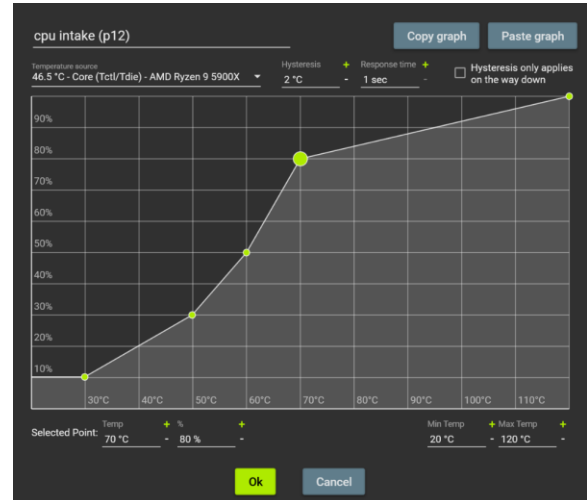 cpu intake (p12)
Copy graph
Paste graph
Temperature source
46.5 °C - Core (Tctl/Tdie) - AMD Ryzen 9 5900X
Hysteresis +
2 °C -
Response time +
1 sec -
Hysteresis only applies
on the way down
90%
80%
70%
60%
50%
40%
30%
20%
10%
30°C 40°C 50°C 60°C 70°C 80°C 90°C 100°C 110°C
Selected Point:
Temp +
70 °C -
% +
80 % -
Min Temp +
20 °C -
Max Temp +
120 °C -
Ok
Cancel